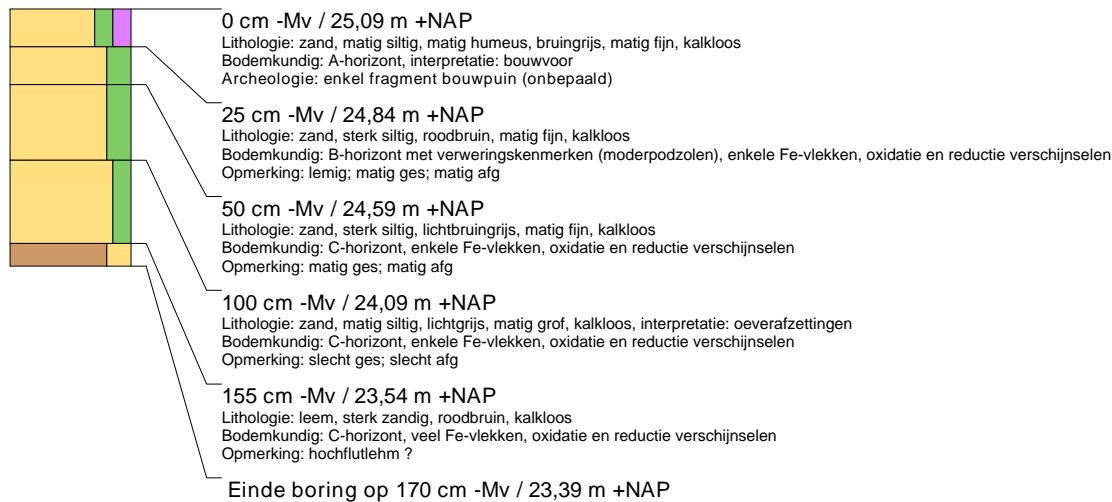 0 cm -Mv / 25,09 m +NAP
Lithologie: zand, matig siltig, matig humeus, bruingrijs, matig fijn, kalkloos
Bodemkundig: A-horizont, interpretatie: bouwvoor
Archeologie: enkel fragment bouwpuin (onbepaald)
25 cm -Mv / 24,84 m +NAP
Lithologie: zand, sterk siltig, roodbruin, matig fijn, kalkloos
Bodemkundig: B-horizont met verweringskenmerken (moderpodzolen), enkele Fe-vlekken, oxidatie en reductie verschijnselen
Opmerking: lemig; matig ges; matig afg
50 cm -Mv / 24,59 m +NAP
Lithologie: zand, sterk siltig, lichtbruingrijs, matig fijn, kalkloos
Bodemkundig: C-horizont, enkele Fe-vlekken, oxidatie en reductie verschijnselen
Opmerking: matig ges; matig afg
100 cm -Mv / 24,09 m +NAP
Lithologie: zand, matig siltig, lichtgrijs, matig grof, kalkloos, interpretatie: oeverafzettingen
Bodemkundig: C-horizont, enkele Fe-vlekken, oxidatie en reductie verschijnselen
Opmerking: slecht ges; slecht afg
155 cm -Mv / 23,54 m +NAP
Lithologie: leem, sterk zandig, roodbruin, kalkloos
Bodemkundig: C-horizont, veel Fe-vlekken, oxidatie en reductie verschijnselen
Opmerking: hochflutlehm ?
Einde boring op 170 cm -Mv / 23,39 m +NAP